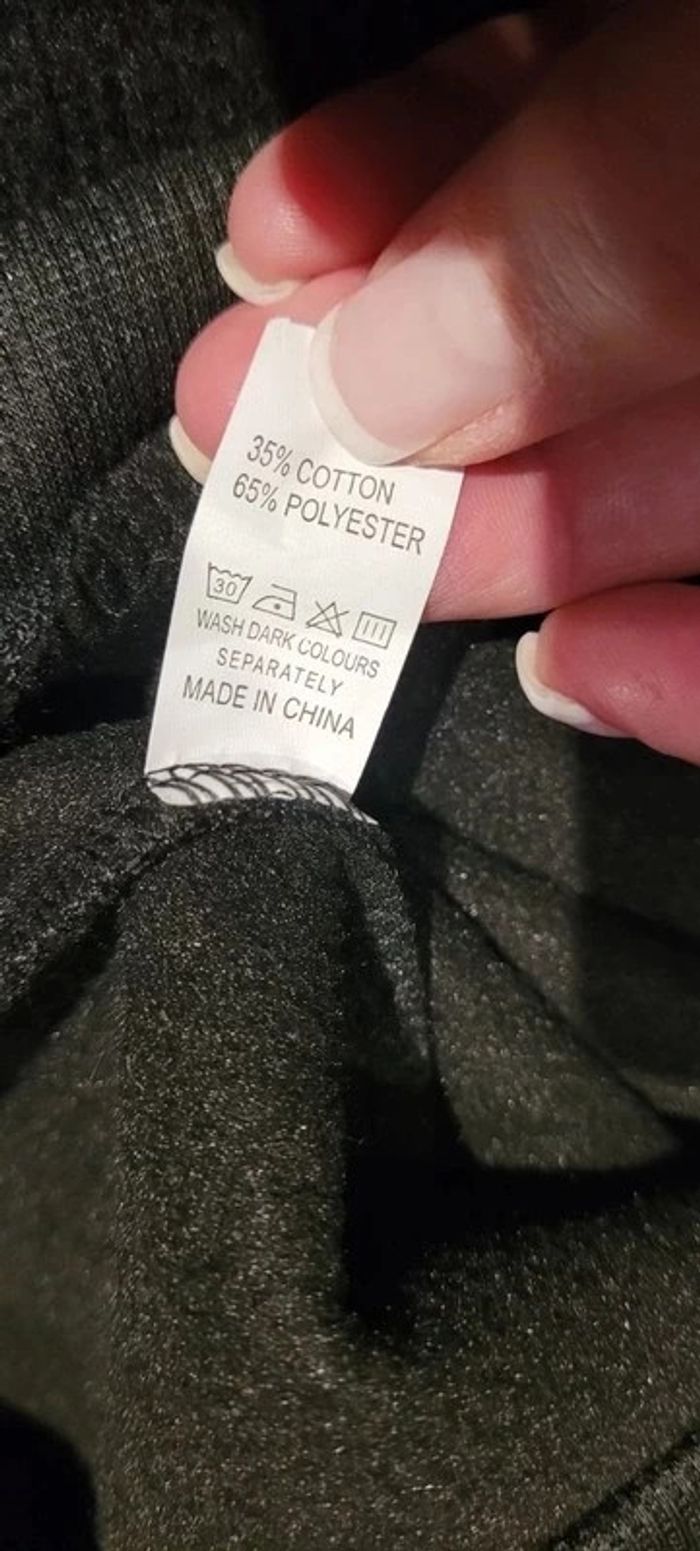 35% COTTON
65% POLYESTER
30
WASH DARK COLOURS
SEPARATELY
MADE IN CHINA